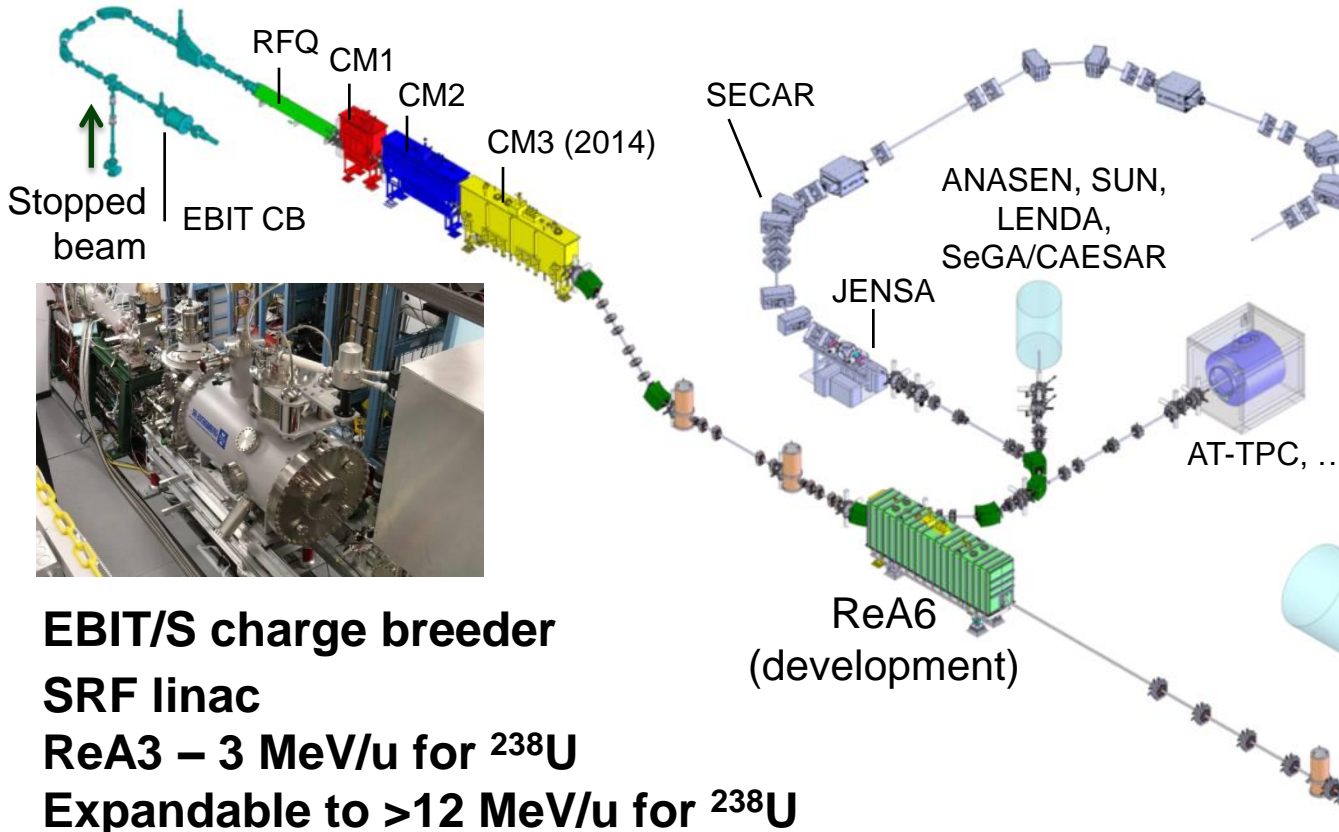 RFQ
CM1
CM2
CM3 (2014)
SECAR
ANASEN, SUN,
LENDA,
SeGA/CAESAR
Stopped
beam
EBIT CB
JENSA
AT-TPC, …
ReA6
(development)
EBIT/S charge breeder
SRF linac
ReA3 – 3 MeV/u for ²³⁸U
Expandable to >12 MeV/u for ²³⁸U